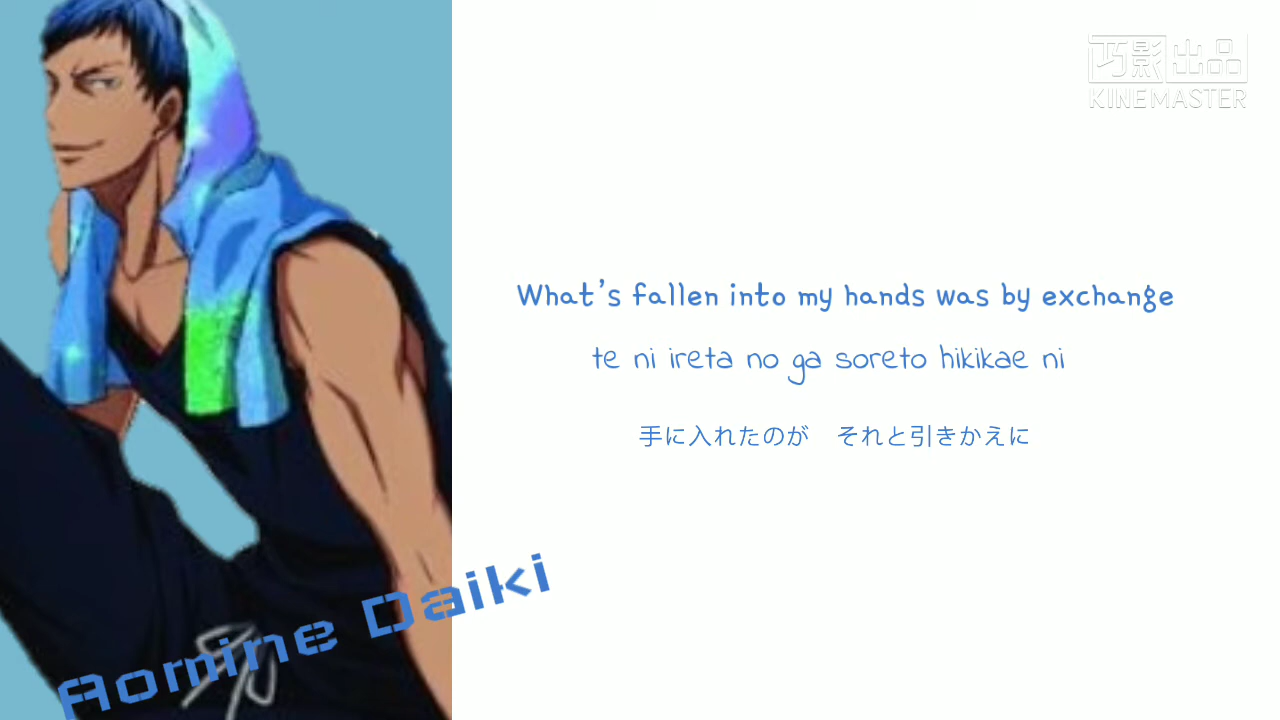 巧影出品
KINEMASTER
What's fallen into my hands was by exchange
te ni ireta no ga soreto hikikae ni
手に入れたのが　それと引きかえに
Aomine Daiki